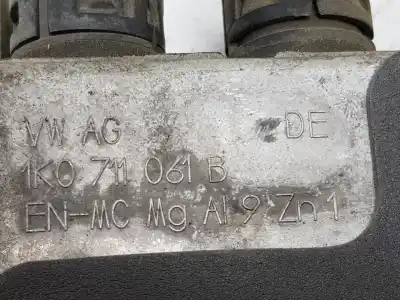 VW AG DE
1K0 711 061 B
EN-MC Mg Al 9 Zn 1